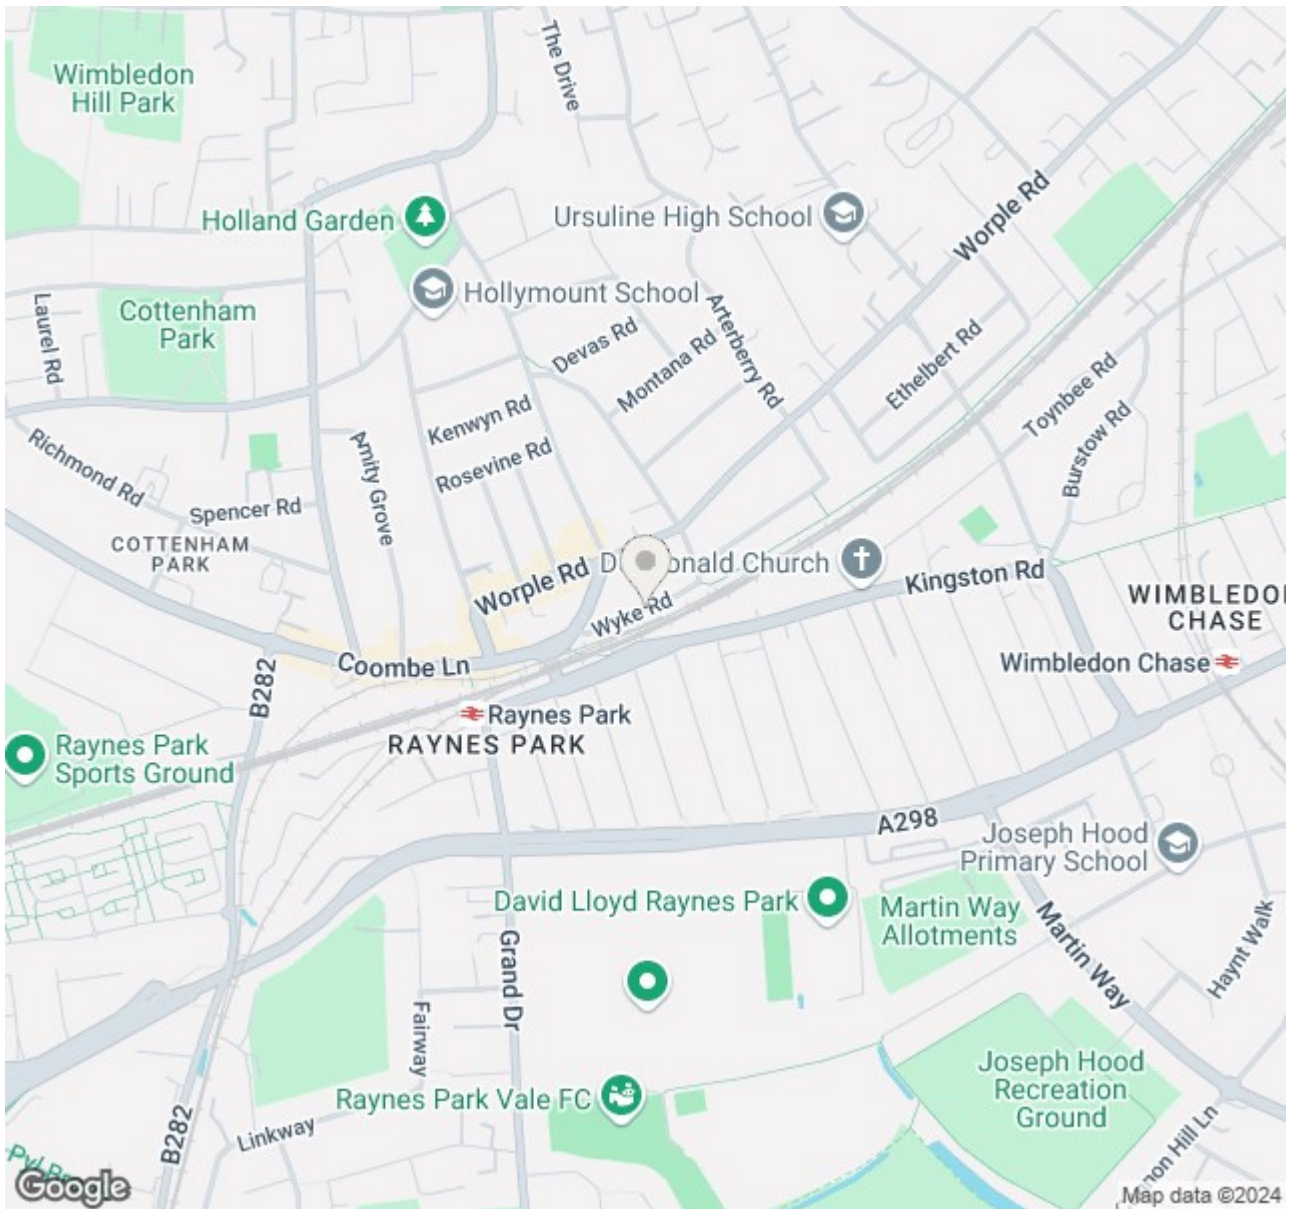 The Drive
Wimbledon
Hill Park
Holland Garden
Ursuline High School
Worple Rd
Hollymount School
Laurel Rd
Cottenham
Park
Devas Rd
Montana Rd
Arterberry Rd
Ethelbert Rd
Toynbee Rd
Burstow Rd
Kenwyn Rd
Rosevine Rd
Amity Grove
Richmond Rd
Spencer Rd
COTTENHAM
PARK
Worple Rd
Donald Church
Kingston Rd
Wyke Rd
WIMBLEDO
CHASE
Wimbledon Chase
Coombe Ln
B282
Raynes Park
RAYNES PARK
Raynes Park
Sports Ground
A298
Joseph Hood
Primary School
David Lloyd Raynes Park
Martin Way
Allotments
Martin Way
Haynt Walk
Grand Dr
Fairway
Joseph Hood
Recreation
Ground
Raynes Park Vale FC
Linkway
B282
Hill Ln
Google
Map data ©2024